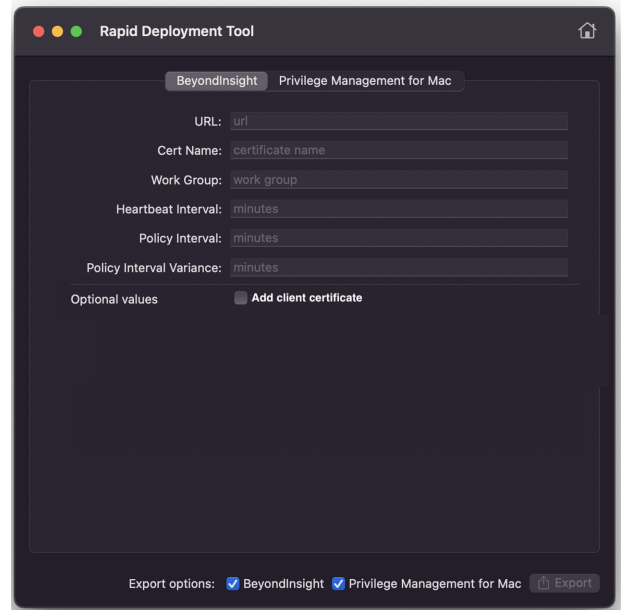 Rapid Deployment Tool
BeyondInsight Privilege Management for Mac
URL: url
Cert Name: certificate name
Work Group: work group
Heartbeat Interval: minutes
Policy Interval: minutes
Policy Interval Variance: minutes
Optional values Add client certificate
Export options: BeyondInsight Privilege Management for Mac Export